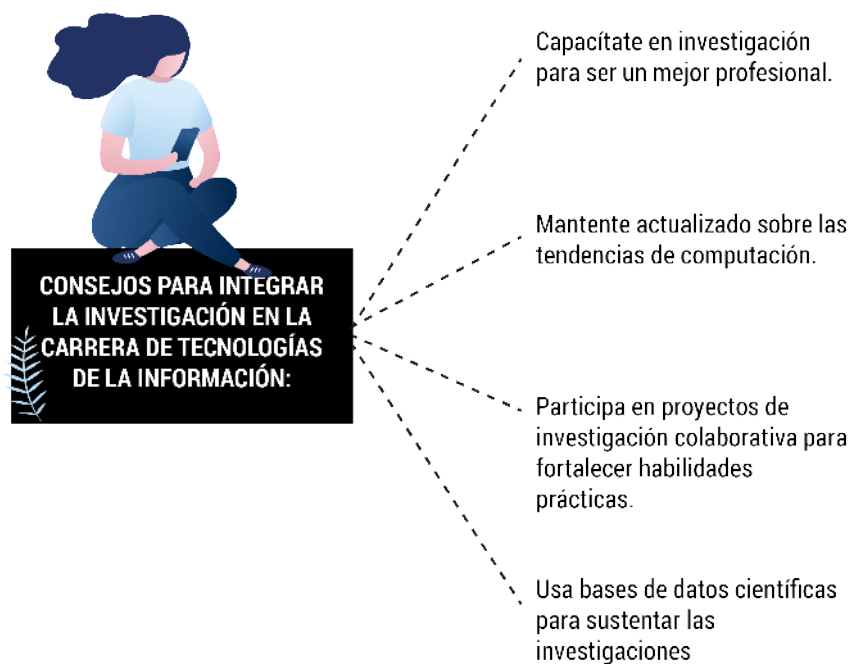 CONSEJOS PARA INTEGRAR
LA INVESTIGACIÓN EN LA
CARRERA DE TECNOLOGÍAS
DE LA INFORMACIÓN:
Capacítate en investigación
para ser un mejor profesional.
Mantente actualizado sobre las
tendencias de computación.
Participa en proyectos de
investigación colaborativa para
fortalecer habilidades
prácticas.
Usa bases de datos científicas
para sustentar las
investigaciones